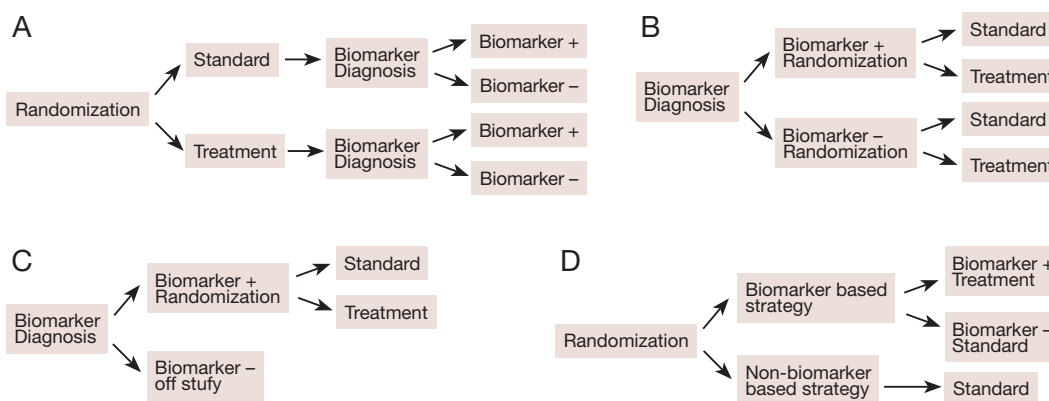 A
Randomization
Standard
Treatment
Biomarker
Diagnosis
Biomarker
Diagnosis
Biomarker +
Biomarker –
Biomarker +
Biomarker –
B
Biomarker
Diagnosis
Biomarker +
Randomization
Biomarker –
Randomization
Standard
Treatment
Standard
Treatment
C
Biomarker
Diagnosis
Biomarker +
Randomization
Biomarker –
off stufy
Standard
Treatment
D
Randomization
Biomarker based
strategy
Non-biomarker
based strategy
Biomarker +
Treatment
Biomarker –
Standard
Standard